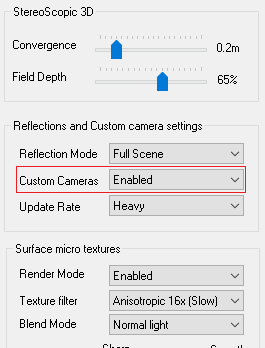 StereoScopic 3D
Convergence 0.2m
Field Depth 65%
Reflections and Custom camera settings
Reflection Mode Full Scene
Custom Cameras Enabled
Update Rate Heavy
Surface micro textures
Render Mode Enabled
Texture filter Anisotropic 16x (Slow)
Blend Mode Normal light